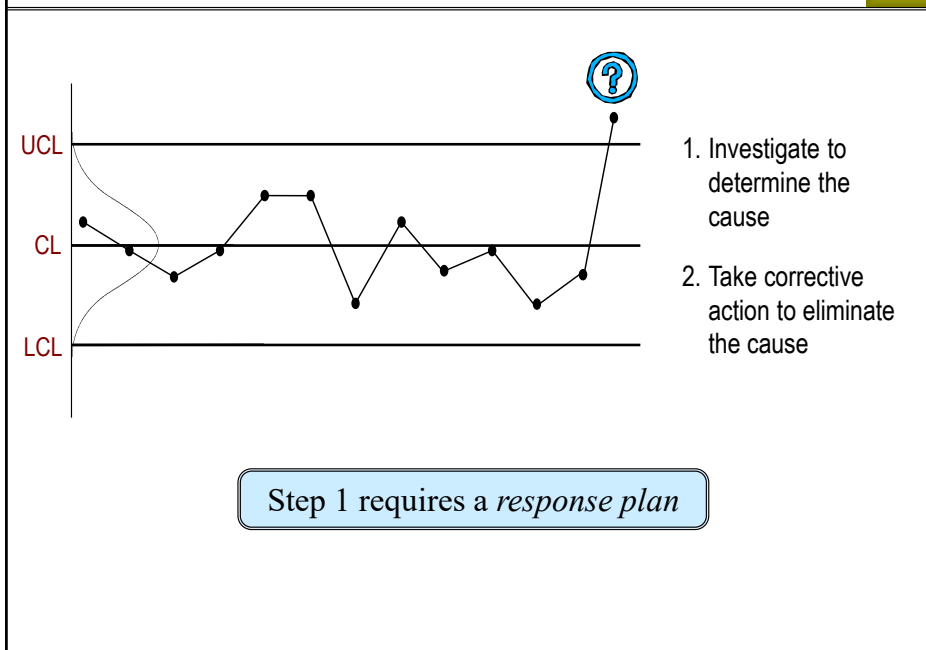 ?
UCL
CL
LCL
1. Investigate to
determine the
cause
2. Take corrective
action to eliminate
the cause
Step 1 requires a response plan